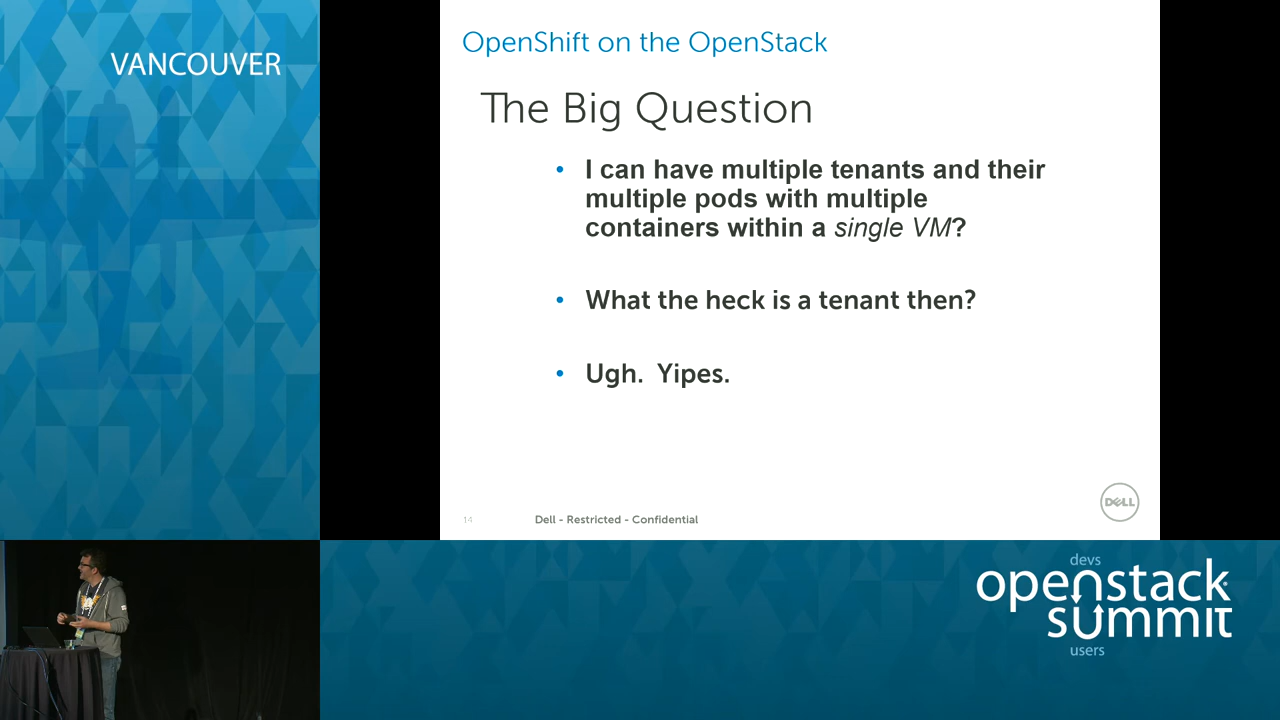 VANCOUVER
OpenShift on the OpenStack
The Big Question
• I can have multiple tenants and their
multiple pods with multiple
containers within a single VM?
• What the heck is a tenant then?
• Ugh.  Yipes.
14
Dell - Restricted - Confidential
DELL
devs
openstack
summit
users